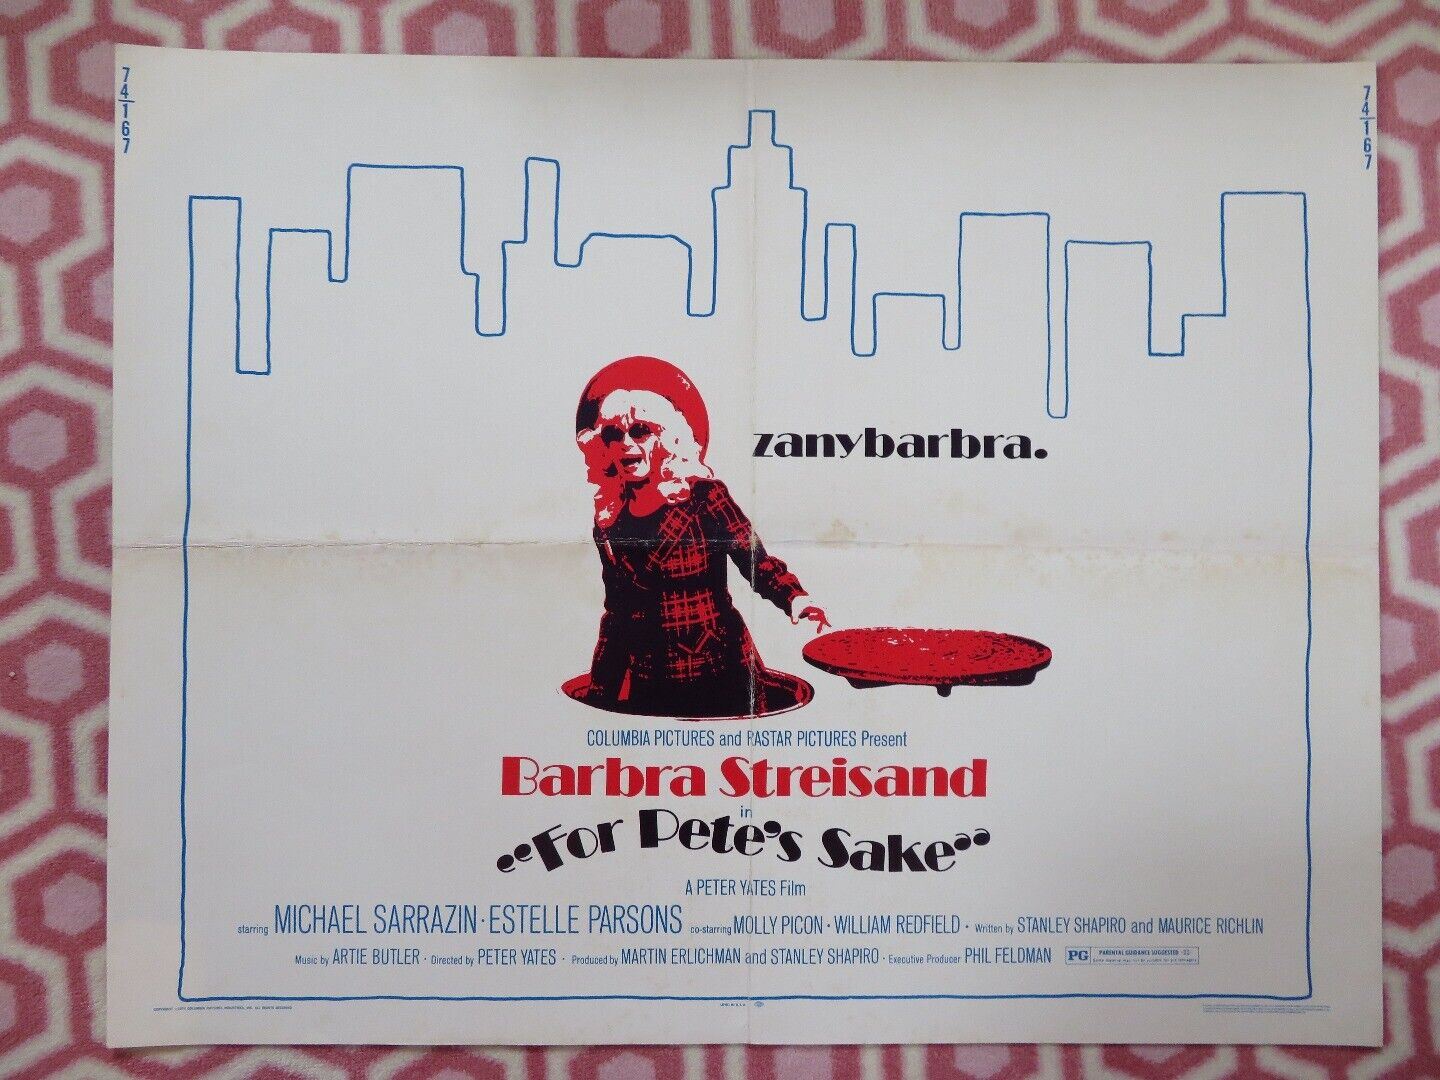 74/167
74/167
zanybarbra.
COLUMBIA PICTURES and RASTAR PICTURES Present
Barbra Streisand
in
“For Pete's Sake”
A PETER YATES Film
starring MICHAEL SARRAZIN · ESTELLE PARSONS co-starring MOLLY PICON · WILLIAM REDFIELD · Written by STANLEY SHAPIRO and MAURICE RICHLIN
Music by ARTIE BUTLER · Directed by PETER YATES · Produced by MARTIN ERLICHMAN and STANLEY SHAPIRO · Executive Producer PHIL FELDMAN
PG PARENTAL GUIDANCE SUGGESTED